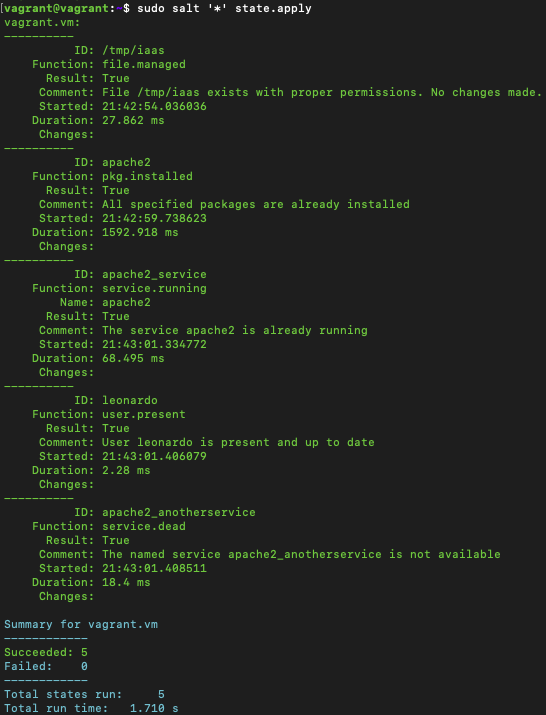 [vagrant@vagrant:~$ sudo salt '*' state.apply
vagrant.vm:
----------
ID: /tmp/iaas
Function: file.managed
Result: True
Comment: File /tmp/iaas exists with proper permissions. No changes made.
Started: 21:42:54.036036
Duration: 27.862 ms
Changes:
----------
ID: apache2
Function: pkg.installed
Result: True
Comment: All specified packages are already installed
Started: 21:42:59.738623
Duration: 1592.918 ms
Changes:
----------
ID: apache2_service
Function: service.running
Name: apache2
Result: True
Comment: The service apache2 is already running
Started: 21:43:01.334772
Duration: 68.495 ms
Changes:
----------
ID: leonardo
Function: user.present
Result: True
Comment: User leonardo is present and up to date
Started: 21:43:01.406079
Duration: 2.28 ms
Changes:
----------
ID: apache2_anotherservice
Function: service.dead
Result: True
Comment: The named service apache2_anotherservice is not available
Started: 21:43:01.408511
Duration: 18.4 ms
Changes:
Summary for vagrant.vm
------------
Succeeded: 5
Failed: 0
------------
Total states run: 5
Total run time: 1.710 s